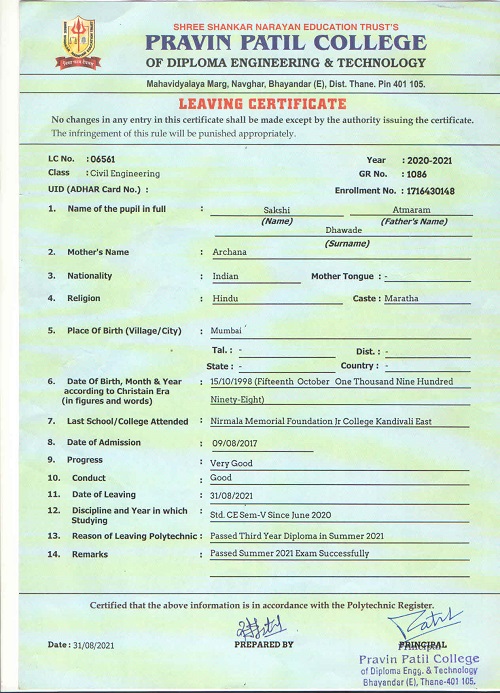 SHREE SHANKAR NARAYAN EDUCATION TRUST'S
PRAVIN PATIL COLLEGE
OF DIPLOMA ENGINEERING & TECHNOLOGY
Mahavidyalaya Marg, Navghar, Bhayandar (E), Dist. Thane. Pin 401 105.
LEAVING CERTIFICATE
No changes in any entry in this certificate shall be made except by the authority issuing the certificate.
The infringement of this rule will be punished appropriately.
LC No. : 06561 Year : 2020-2021
Class : Civil Engineering GR No. : 1086
UID (ADHAR Card No.) : Enrollment No. : 1716430148
1. Name of the pupil in full : Sakshi Atmaram
(Name) (Father's Name)
Dhawade
(Surname)
2. Mother's Name : Archana
3. Nationality : Indian Mother Tongue : -
4. Religion : Hindu Caste : Maratha
5. Place Of Birth (Village/City) : Mumbai
Tal. : - Dist. : -
State : - Country : -
6. Date Of Birth, Month & Year : 15/10/1998 (Fifteenth October One Thousand Nine Hundred
according to Christain Era
(in figures and words) Ninety-Eight)
7. Last School/College Attended : Nirmala Memorial Foundation Jr College Kandivali East
8. Date of Admission : 09/08/2017
9. Progress : Very Good
10. Conduct : Good
11. Date of Leaving : 31/08/2021
12. Discipline and Year in which : Std. CE Sem-V Since June 2020
Studying
13. Reason of Leaving Polytechnic : Passed Third Year Diploma in Summer 2021
14. Remarks : Passed Summer 2021 Exam Successfully
Certified that the above information is in accordance with the Polytechnic Register.
Date : 31/08/2021 PREPARED BY PRINCIPAL
Pravin Patil College
of Diploma Engg. & Technology
Bhayandar (E), Thane-401 105.